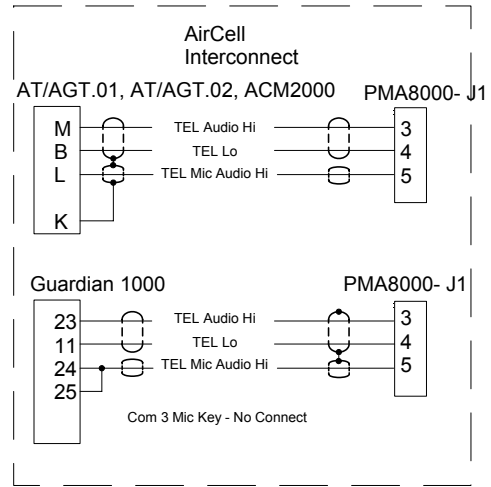 AirCell
Interconnect
AT/AGT.01, AT/AGT.02, ACM2000 PMA8000- J1
M TEL Audio Hi 3
B TEL Lo 4
L TEL Mic Audio Hi 5
K
Guardian 1000 PMA8000- J1
23 TEL Audio Hi 3
11 TEL Lo 4
24 TEL Mic Audio Hi 5
25
Com 3 Mic Key - No Connect